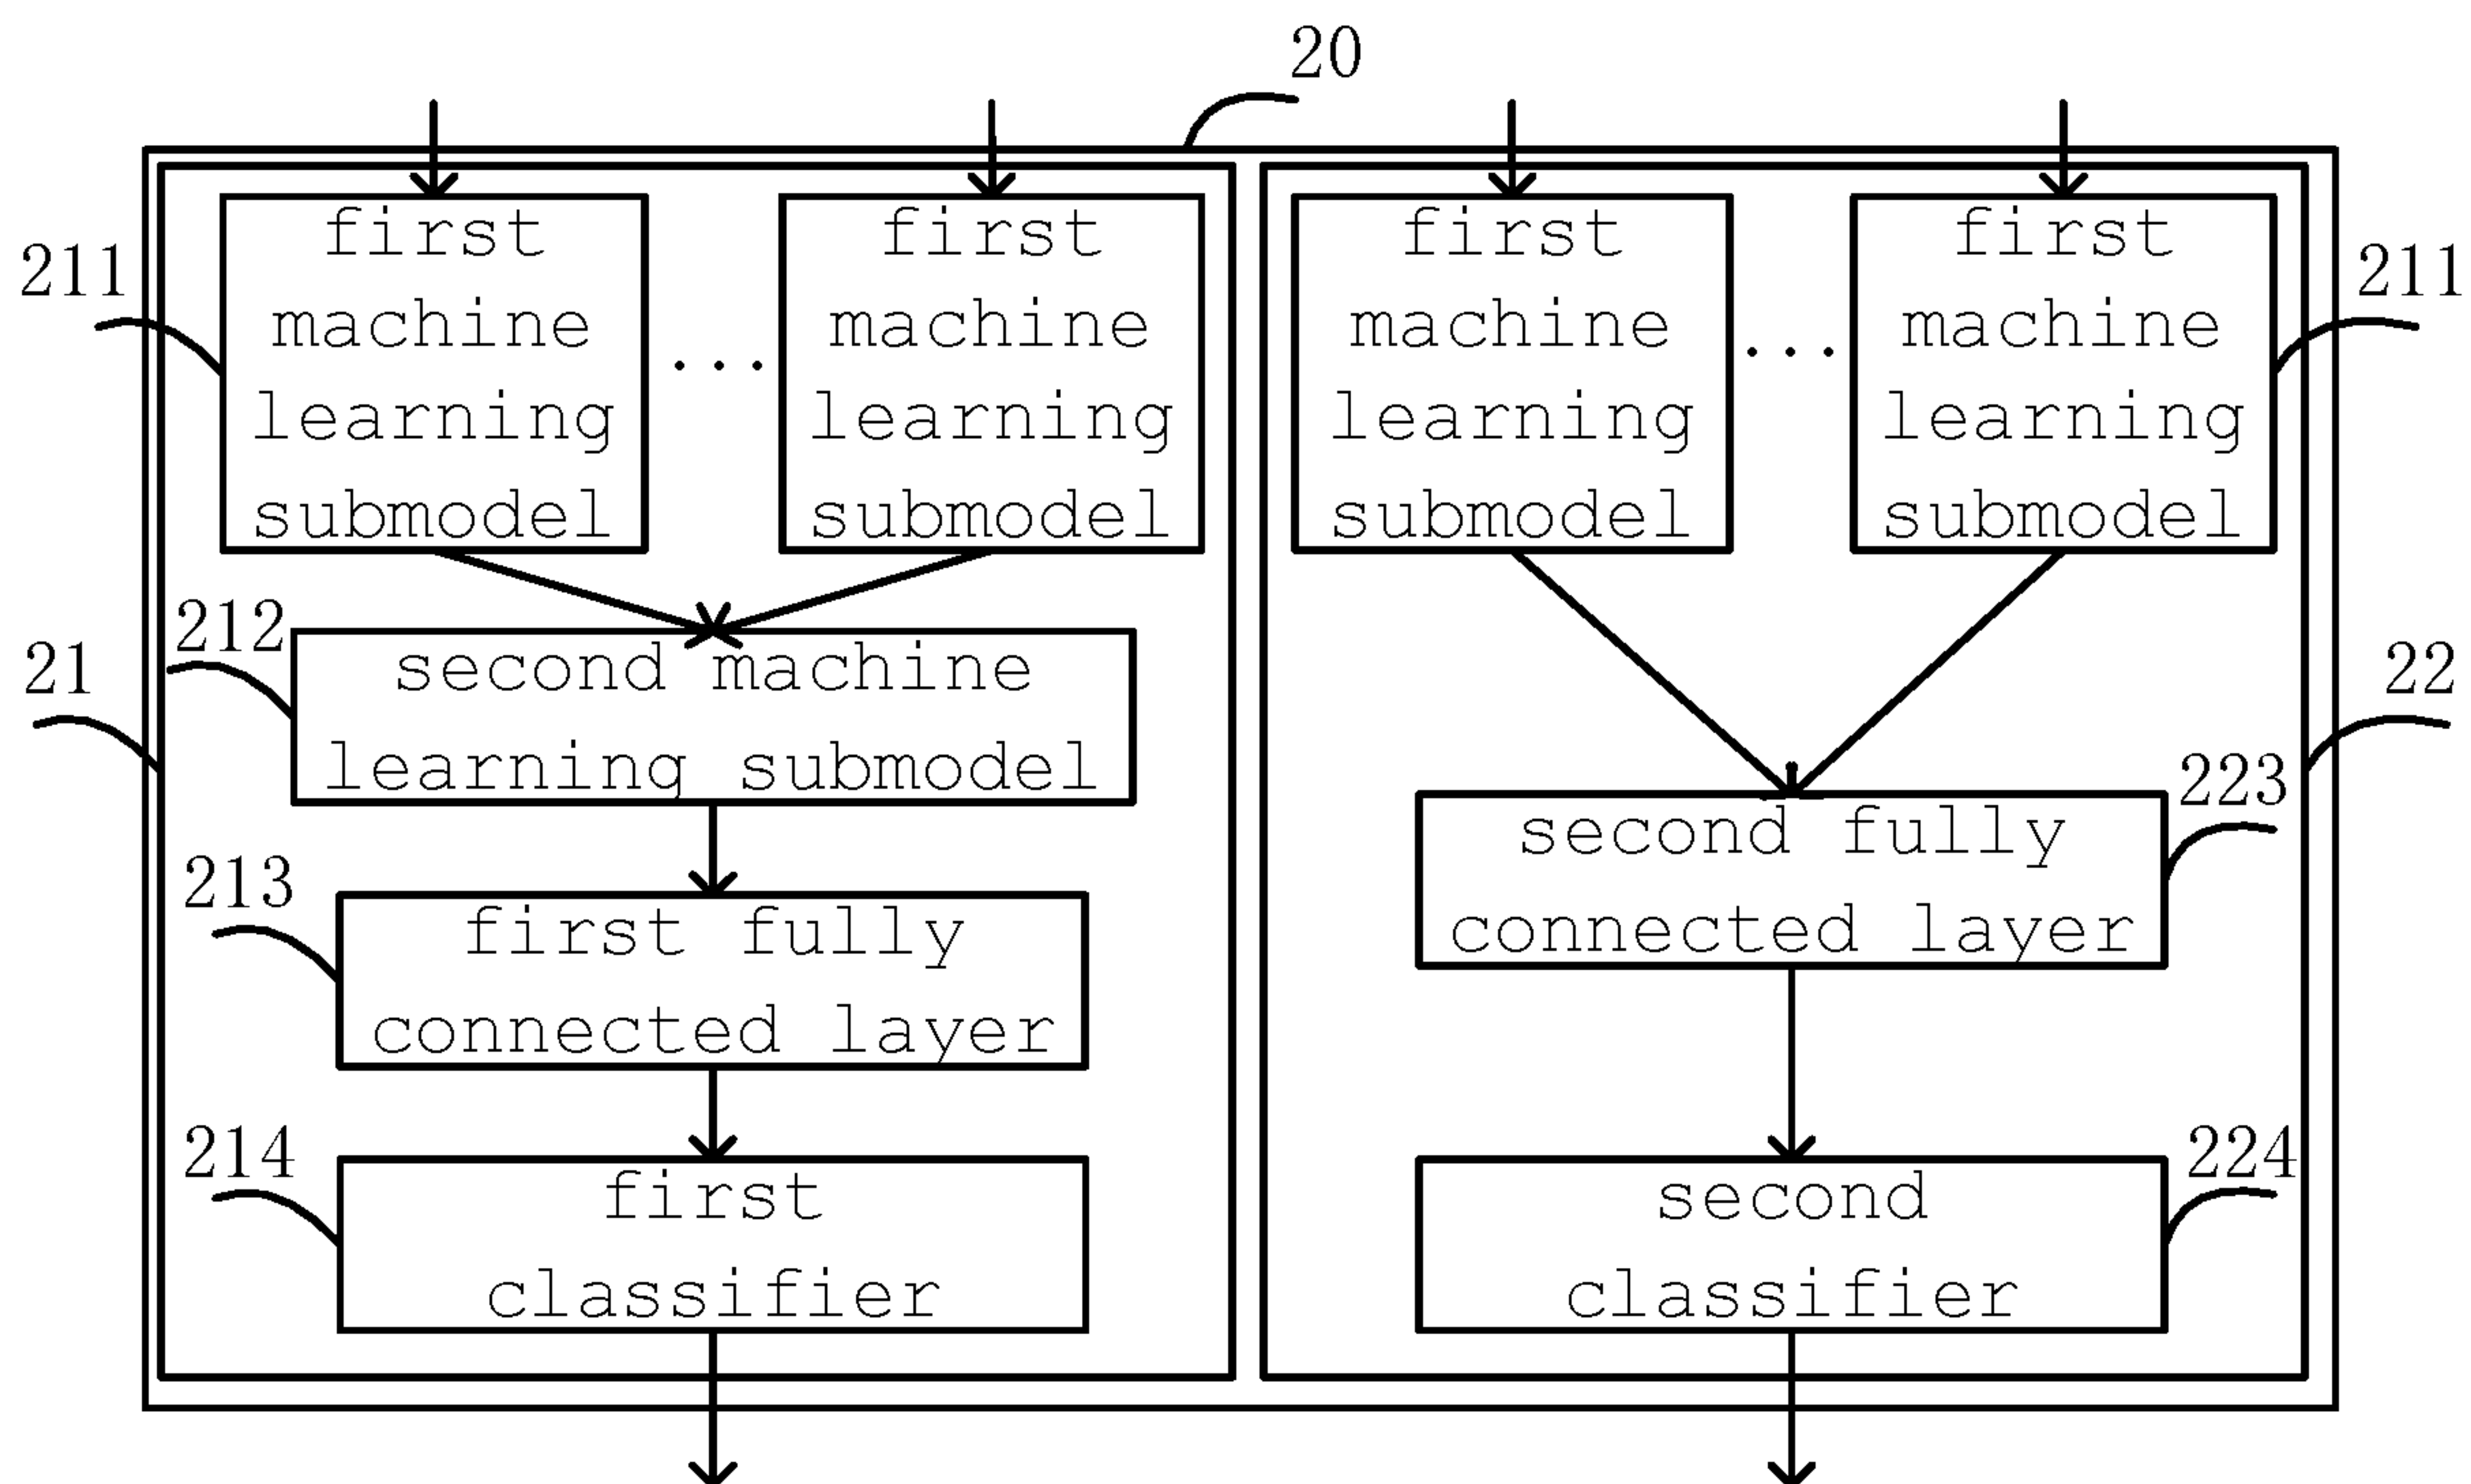 20
first
machine
learning
submodel
first
machine
learning
submodel
first
machine
learning
submodel
first
machine
learning
submodel
211
...
...
211
212
second machine
learning submodel
21
22
223
second fully
connected layer
213
first fully
connected layer
214
first
classifier
224
second
classifier